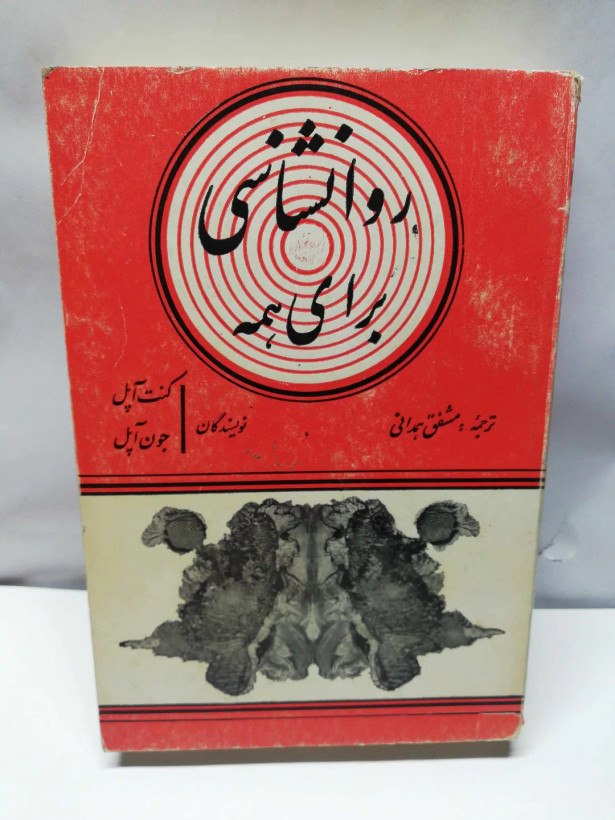 روانشناسی
برای همه
ترجمهٔ : مشفق همدانی
نویسندگان
کنت آپل
جون آپل